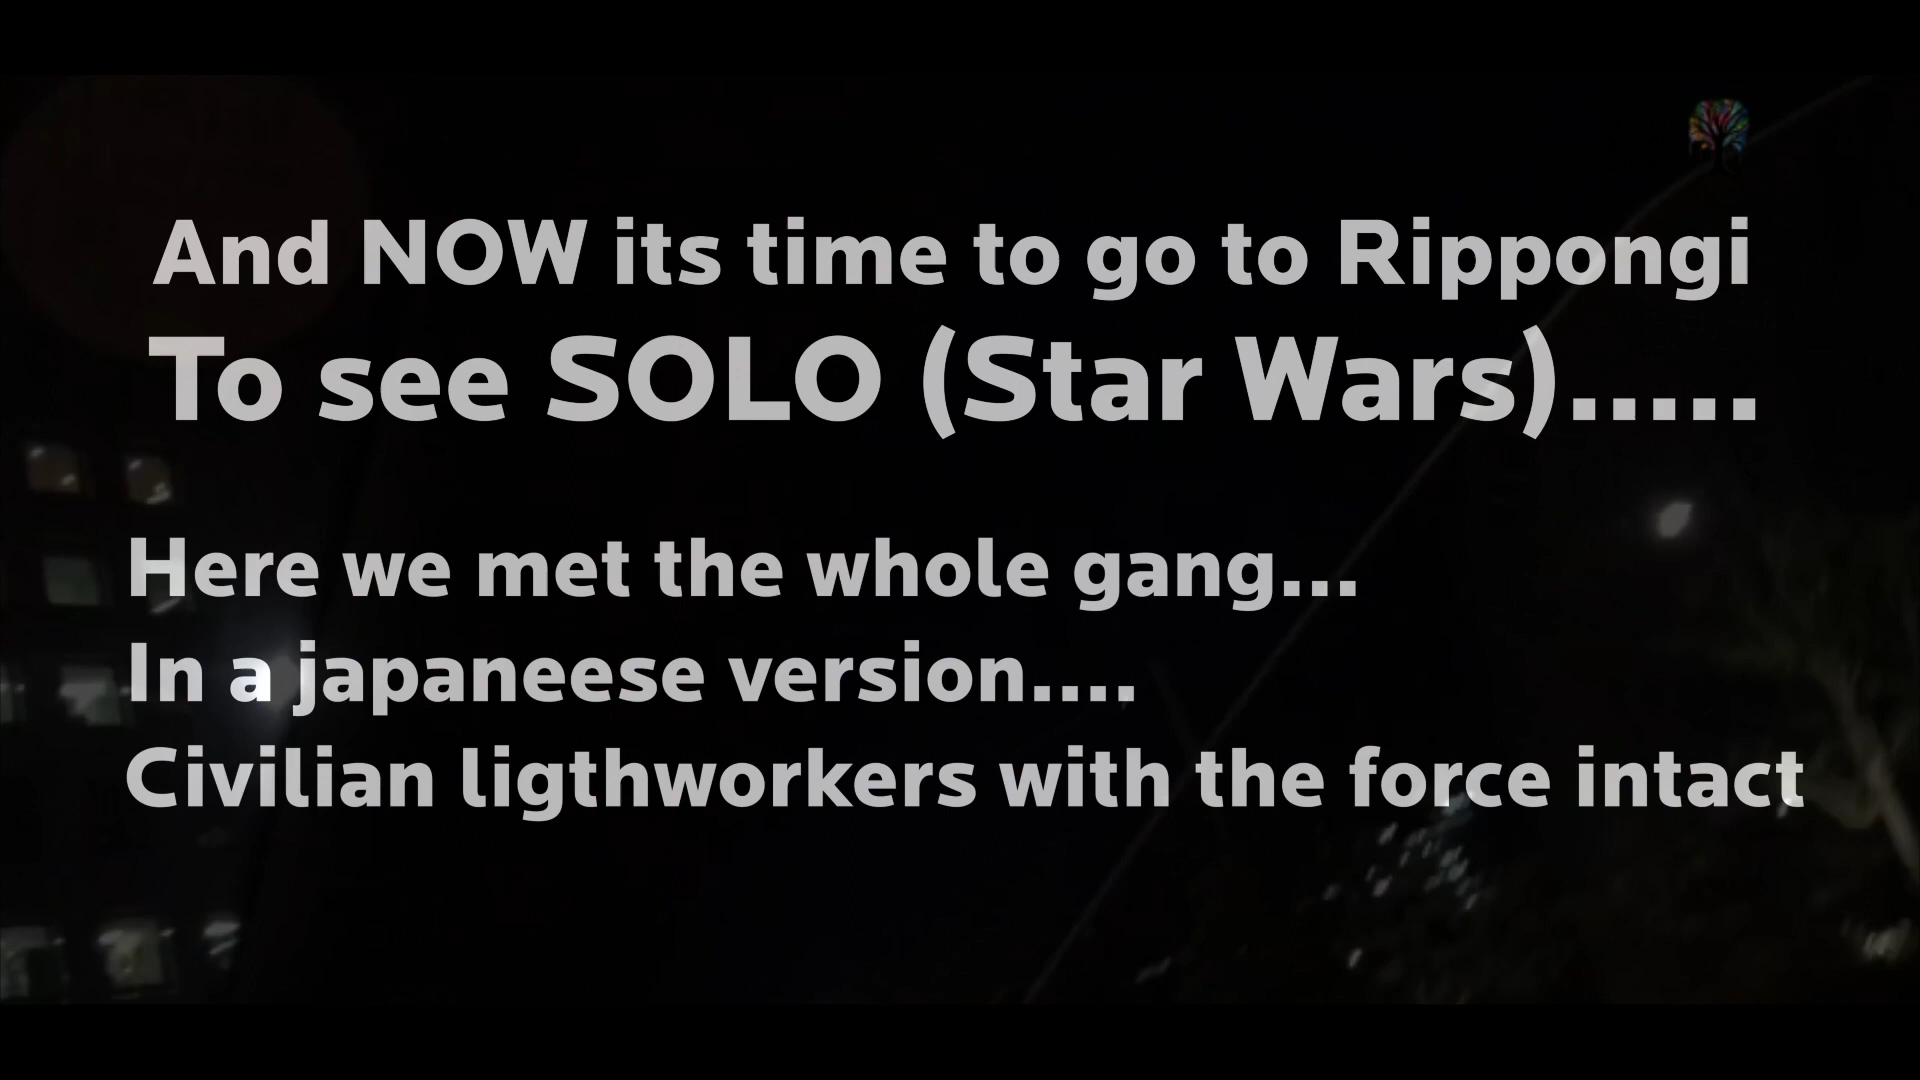 And NOW its time to go to Rippongi
To see SOLO (Star Wars).....
Here we met the whole gang...
In a japaneese version....
Civilian ligthworkers with the force intact